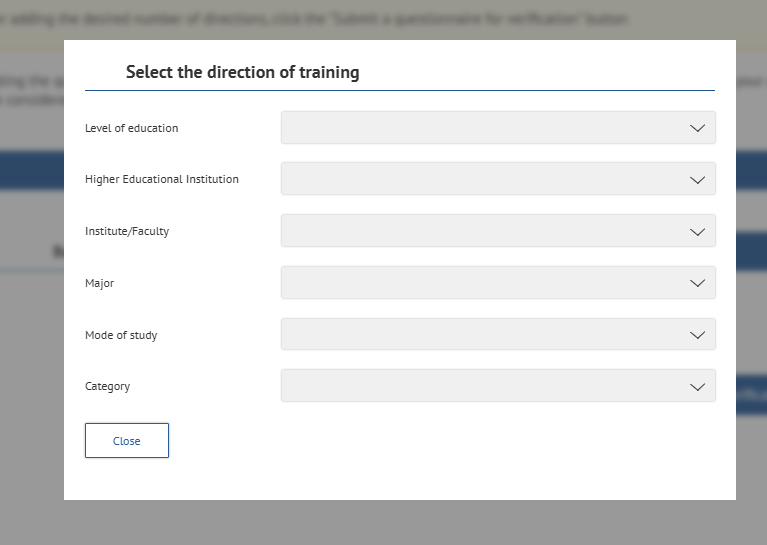 adding the desired number of directions, click the "Submit a questionnaire for verification" button
Select the direction of training
Level of education
Higher Educational Institution
Institute/Faculty
Major
Mode of study
Category
Close